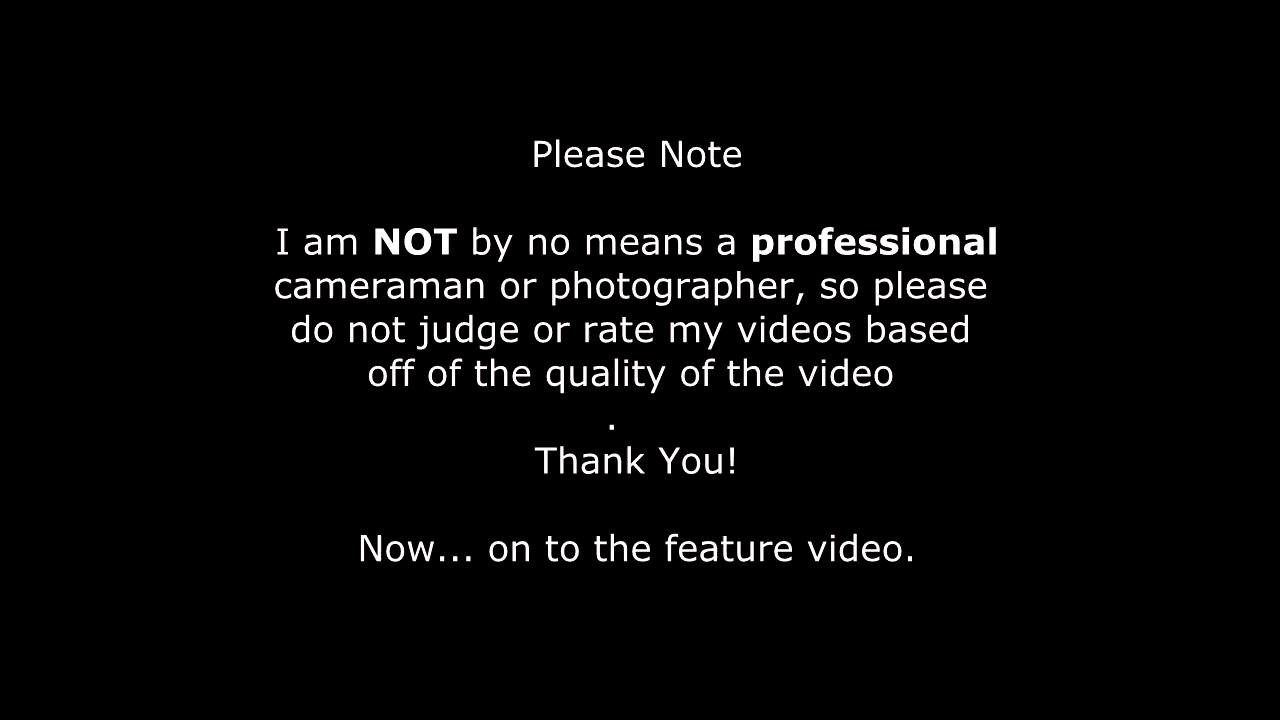 Please Note
I am NOT by no means a professional
cameraman or photographer, so please
do not judge or rate my videos based
off of the quality of the video
.
Thank You!
Now... on to the feature video.